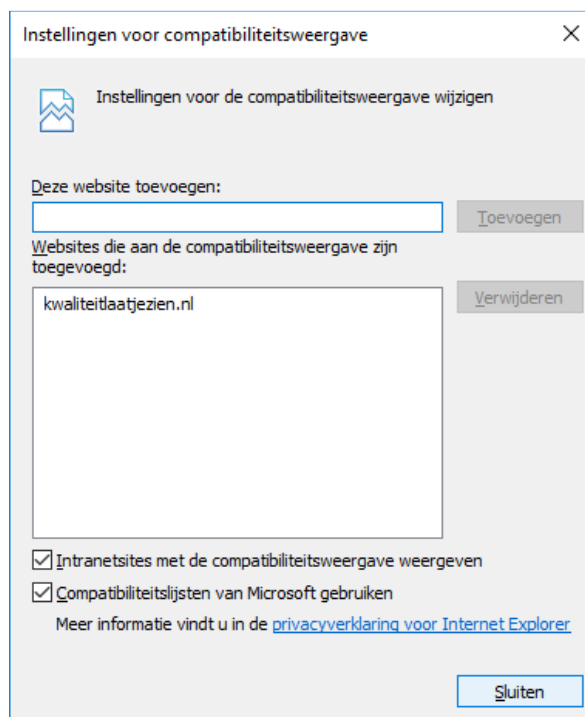 Instellingen voor compatibiliteitsweergave
Instellingen voor de compatibiliteitsweergave wijzigen
Deze website toevoegen:
Toevoegen
Websites die aan de compatibiliteitsweergave zijn
toegevoegd:
Verwijderen
kwaliteitlaatjezien.nl
Intranetsites met de compatibiliteitsweergave weergeven
Compatibiliteitslijsten van Microsoft gebruiken
Meer informatie vindt u in de privacyverklaring voor Internet Explorer
Sluiten